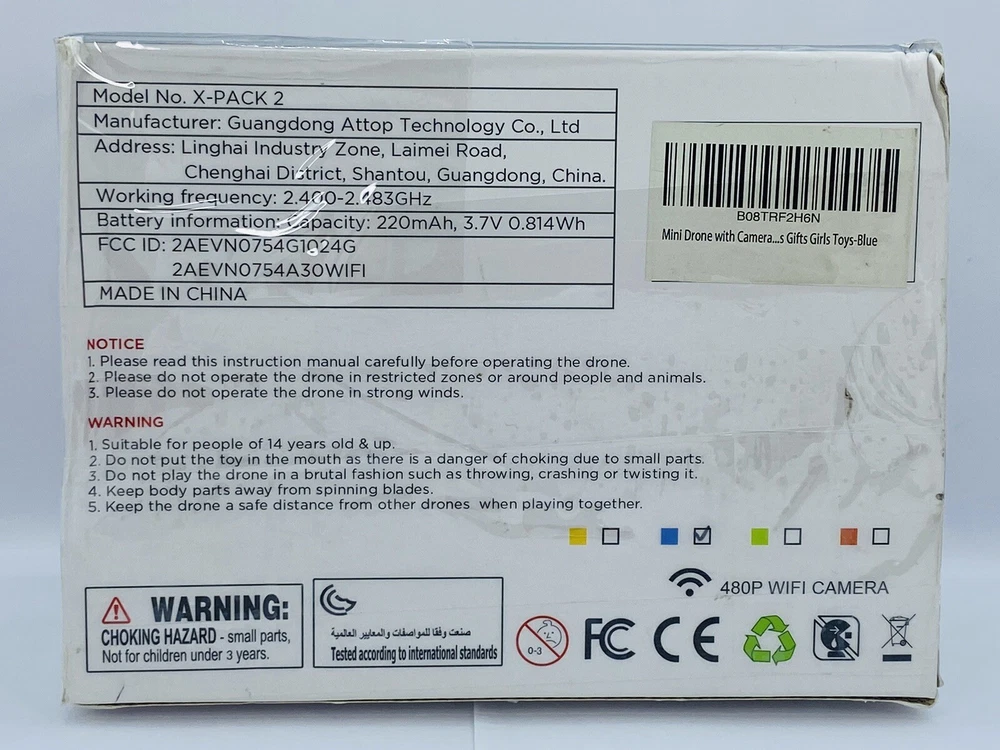 Model No. X-PACK 2
Manufacturer: Guangdong Attop Technology Co., Ltd
Address: Linghai Industry Zone, Laimei Road,
Chenghai District, Shantou, Guangdong, China.
Working frequency: 2.400-2.483GHz
Battery information: Capacity: 220mAh, 3.7V 0.814Wh
FCC ID: 2AEVN0754G1024G
2AEVN0754A30WIFI
MADE IN CHINA
B08TRF2H6N
Mini Drone with Camera...s Gifts Girls Toys-Blue
NOTICE
1. Please read this instruction manual carefully before operating the drone.
2. Please do not operate the drone in restricted zones or around people and animals.
3. Please do not operate the drone in strong winds.
WARNING
1. Suitable for people of 14 years old & up.
2. Do not put the toy in the mouth as there is a danger of choking due to small parts.
3. Do not play the drone in a brutal fashion such as throwing, crashing or twisting it.
4. Keep body parts away from spinning blades.
5. Keep the drone a safe distance from other drones when playing together.
480P WIFI CAMERA
WARNING:
CHOKING HAZARD - small parts,
Not for children under 3 years.
صنعت وفقا للمواصفات والمعايير العالمية
Tested according to international standards
0-3
FC CE